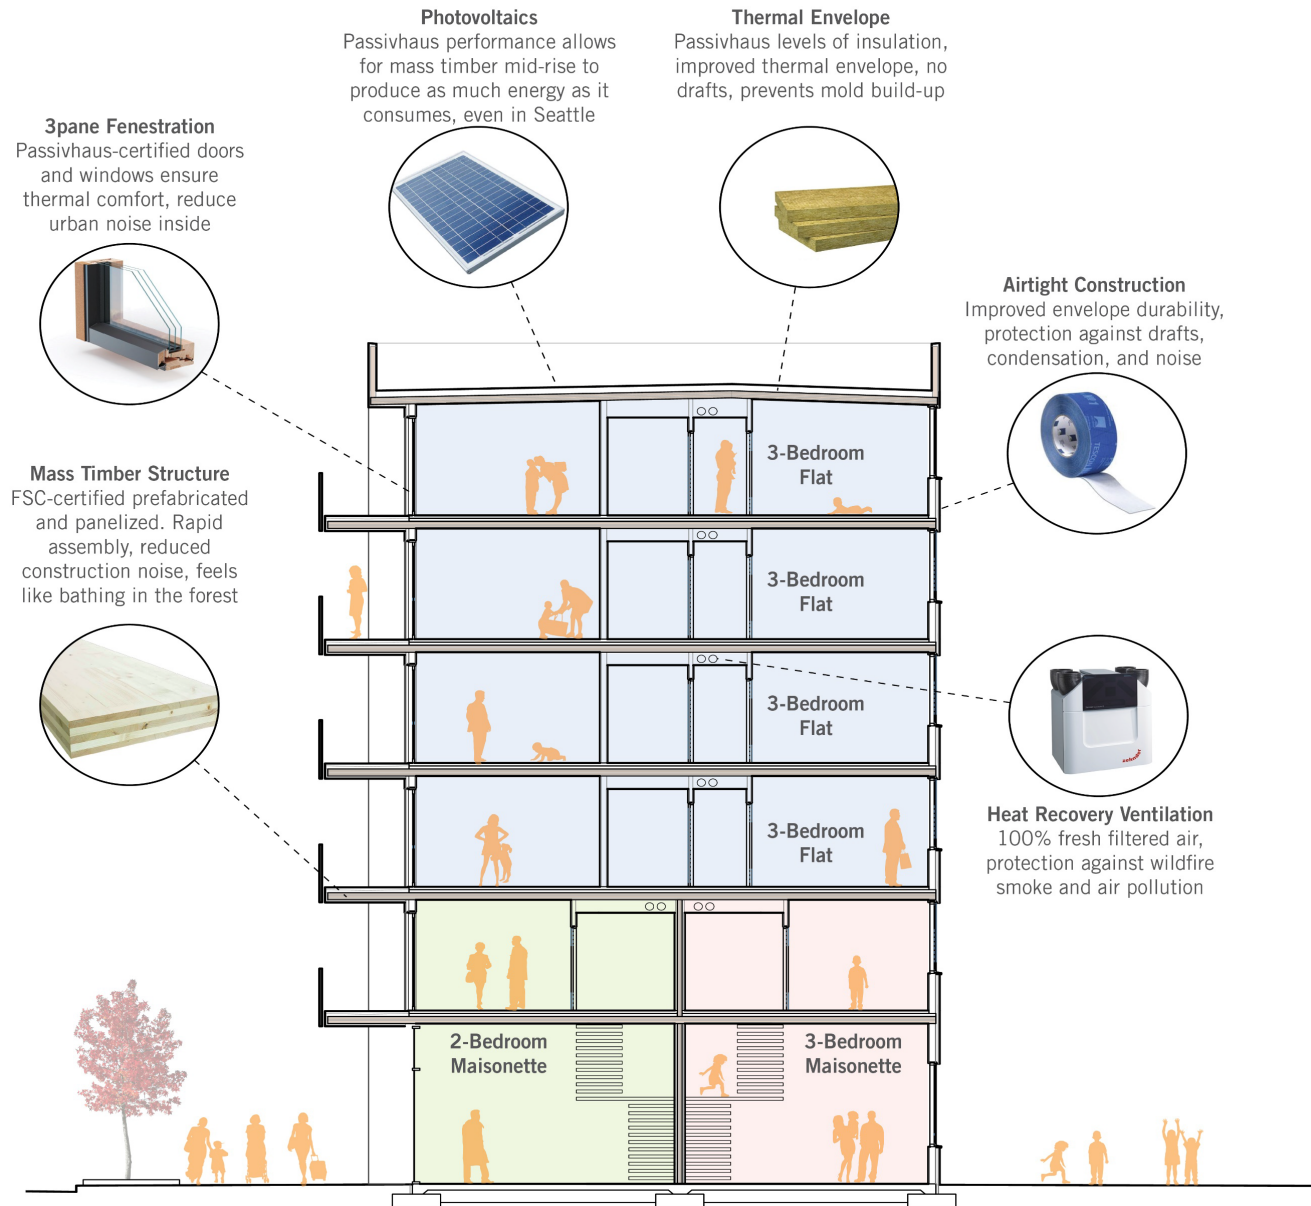 Photovoltaics
Passivhaus performance allows
for mass timber mid-rise to
produce as much energy as it
consumes, even in Seattle
Thermal Envelope
Passivhaus levels of insulation,
improved thermal envelope, no
drafts, prevents mold build-up
3pane Fenestration
Passivhaus-certified doors
and windows ensure
thermal comfort, reduce
urban noise inside
Airtight Construction
Improved envelope durability,
protection against drafts,
condensation, and noise
Mass Timber Structure
FSC-certified prefabricated
and panelized. Rapid
assembly, reduced
construction noise, feels
like bathing in the forest
3-Bedroom
Flat
3-Bedroom
Flat
3-Bedroom
Flat
3-Bedroom
Flat
zehnder
Heat Recovery Ventilation
100% fresh filtered air,
protection against wildfire
smoke and air pollution
2-Bedroom
Maisonette
3-Bedroom
Maisonette